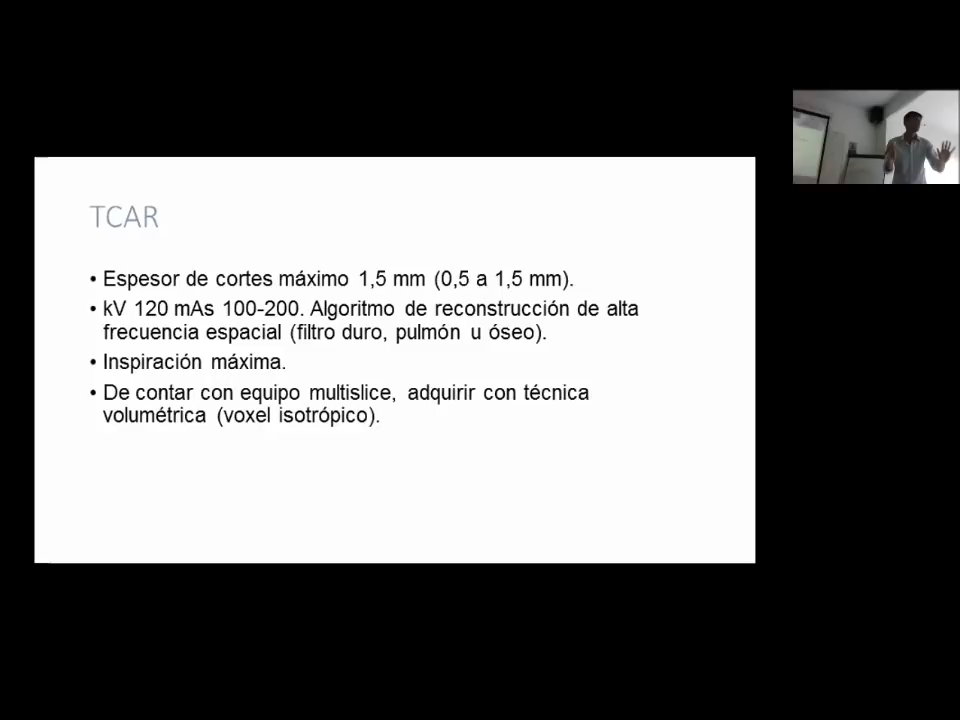 TCAR
• Espesor de cortes máximo 1,5 mm (0,5 a 1,5 mm).
• kV 120 mAs 100-200. Algoritmo de reconstrucción de alta
frecuencia espacial (filtro duro, pulmón u óseo).
• Inspiración máxima.
• De contar con equipo multislice, adquirir con técnica
volumétrica (voxel isotrópico).